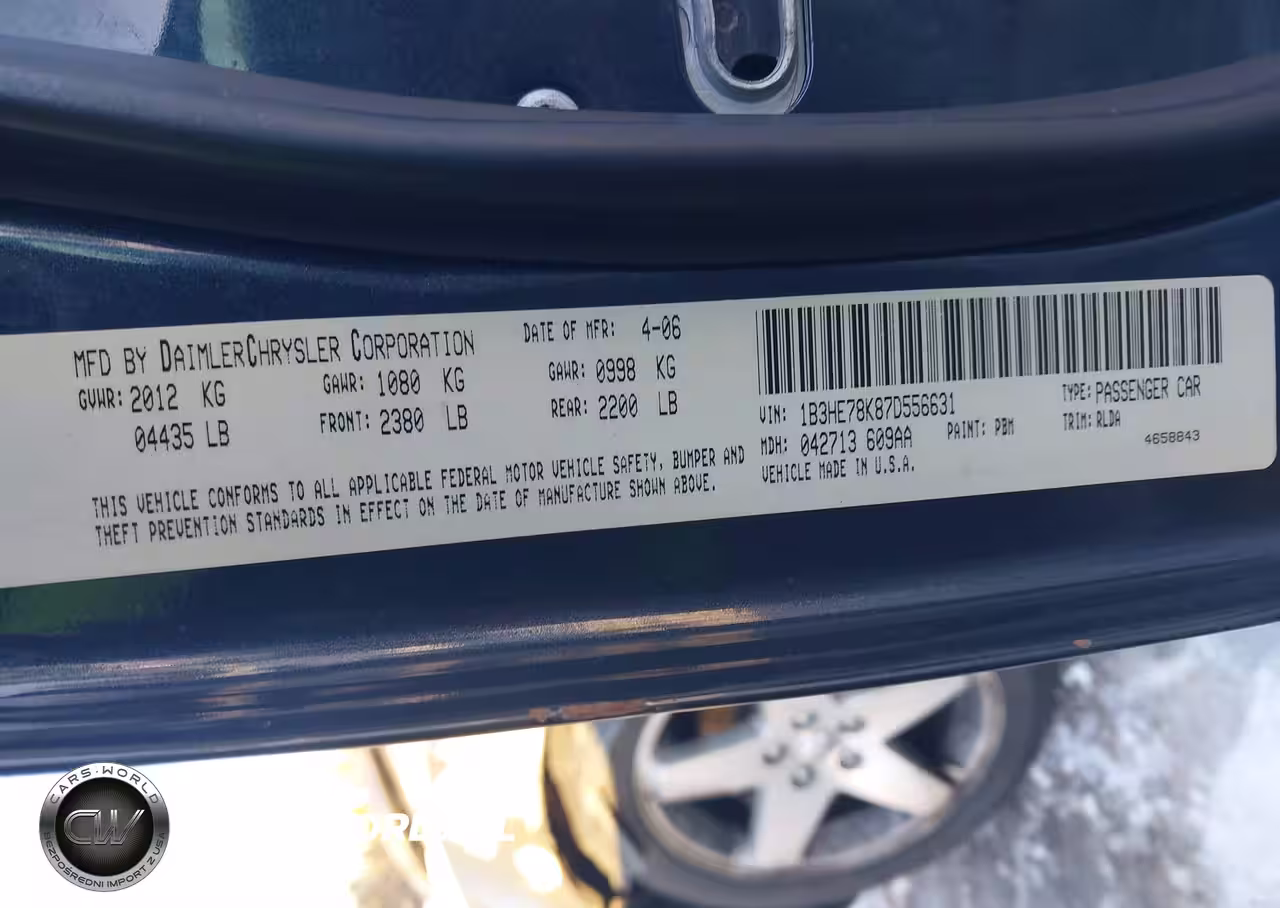 MFD BY DAIMLERCHRYSLER CORPORATION
DATE OF MFR: 4-06
GVWR: 2012 KG
04435 LB
GAWR: 1080 KG
FRONT: 2380 LB
GAWR: 0998 KG
REAR: 2200 LB
THIS VEHICLE CONFORMS TO ALL APPLICABLE FEDERAL MOTOR VEHICLE SAFETY, BUMPER AND
THEFT PREVENTION STANDARDS IN EFFECT ON THE DATE OF MANUFACTURE SHOWN ABOVE.
VIN: 1B3HE78K87D556631
TYPE: PASSENGER CAR
MDH: 042713 609AA
PAINT: PBM
TRIM: RLDA
VEHICLE MADE IN U.S.A.
4658843
CARS-WORLD
CW
BEZPOŚREDNI IMPORT Z USA